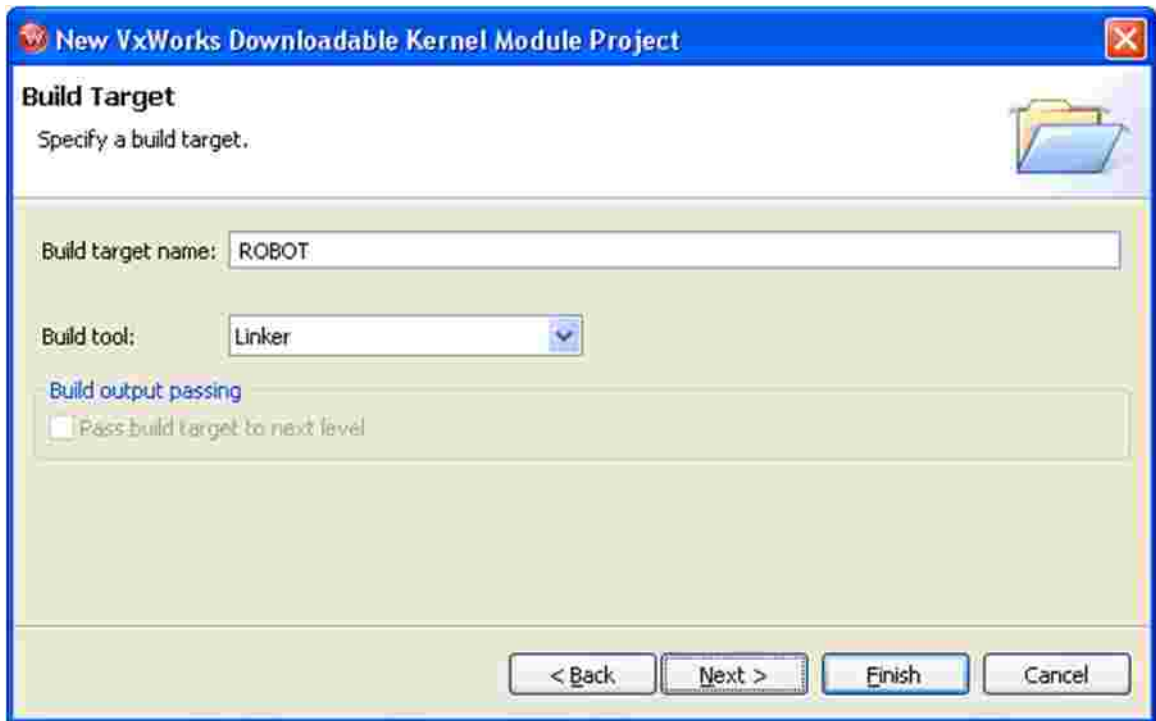 New VxWorks Downloadable Kernel Module Project
Build Target
Specify a build target.
Build target name: ROBOT
Build tool: Linker
Build output passing
Pass build target to next level
< Back Next > Finish Cancel